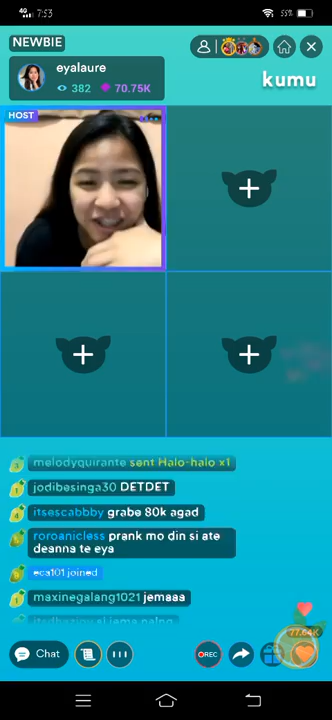 4G 7:53
55%
NEWBIE
eyalaure
382 70.75K
kumu
HOST
melodyquirante sent Halo-halo x1
jodibesinga30 DETDET
itsescabbby grabe 80k agad
roroanicless prank mo din si ate
deanna te eya
eca101 joined
maxinegalang1021 jemaaa
77.64K
Chat
REC